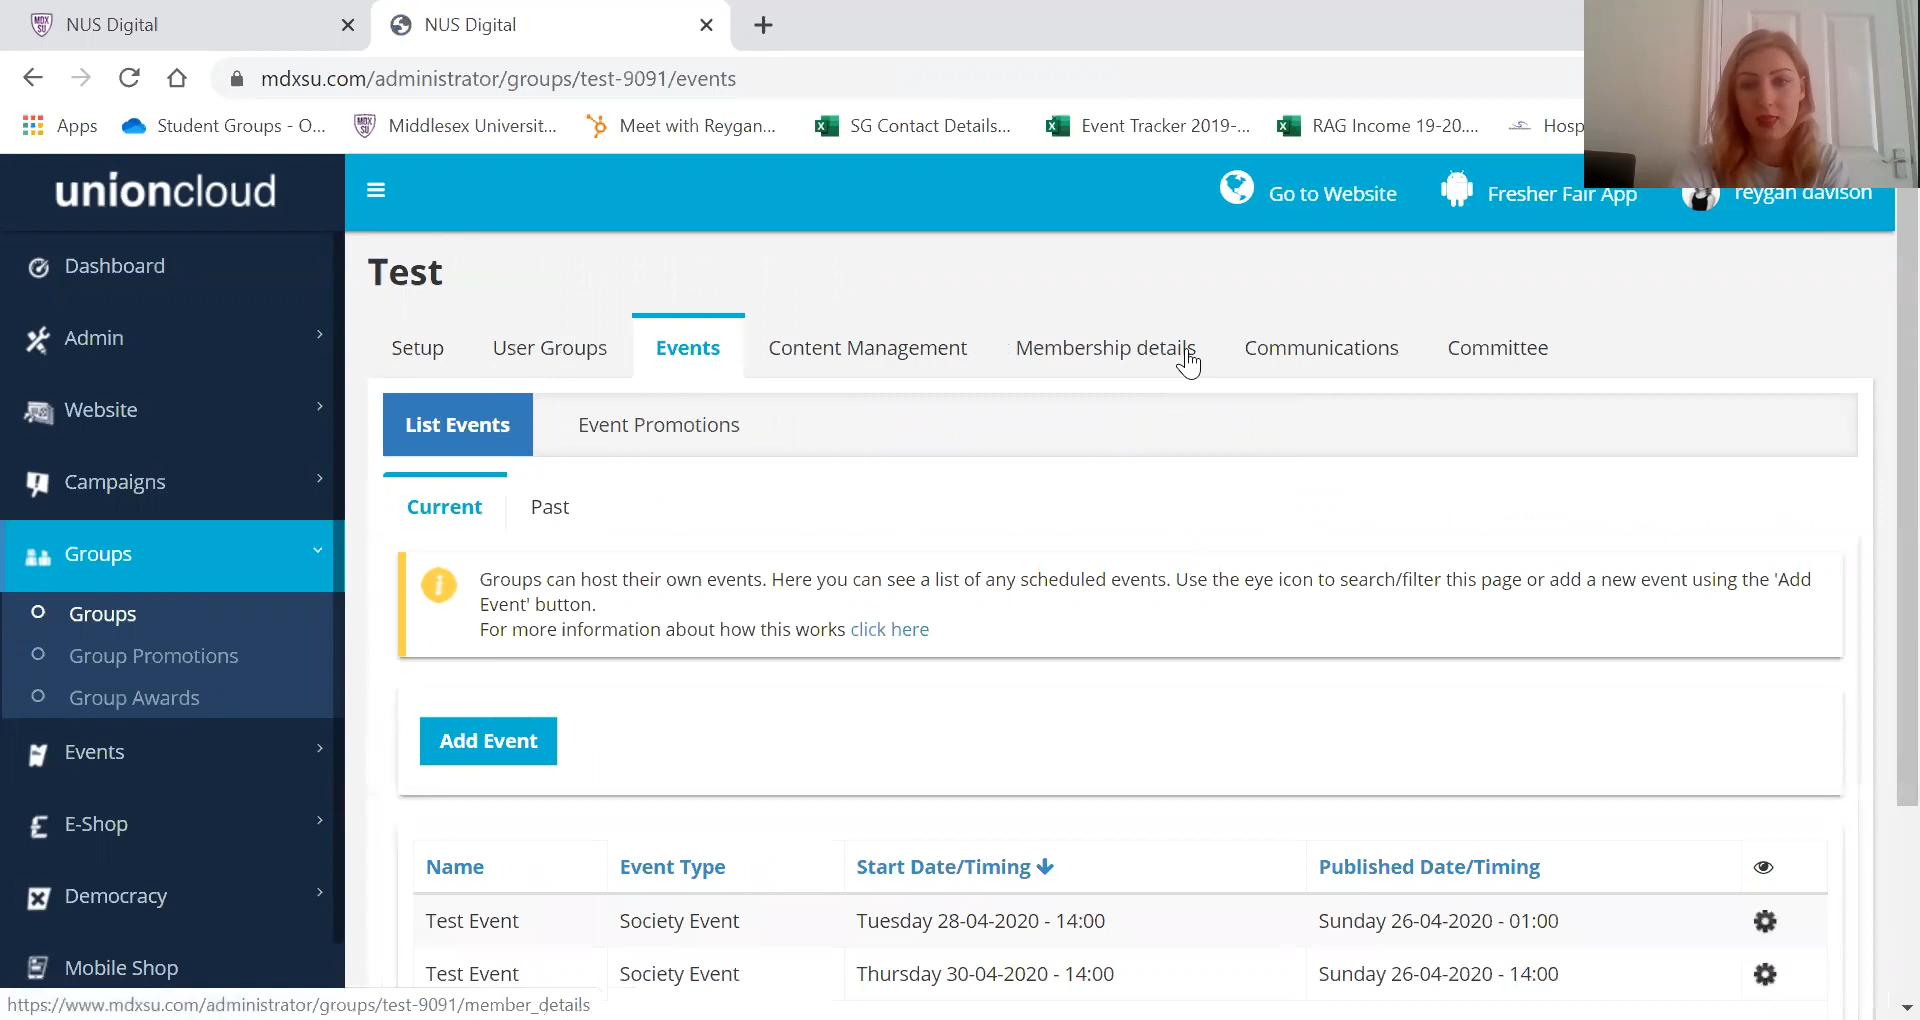 NUS Digital
NUS Digital
mdxsu.com/administrator/groups/test-9091/events
Apps
Student Groups - O...
Middlesex Universit...
Meet with Reygan...
SG Contact Details...
Event Tracker 2019-...
RAG Income 19-20....
Hosp
unioncloud
Go to Website
Fresher Fair App
reygan davison
Dashboard
Admin
Website
Campaigns
Groups
Groups
Group Promotions
Group Awards
Events
E-Shop
Democracy
Mobile Shop
Test
Setup
User Groups
Events
Content Management
Membership details
Communications
Committee
List Events
Event Promotions
Current
Past
Groups can host their own events. Here you can see a list of any scheduled events. Use the eye icon to search/filter this page or add a new event using the 'Add
Event' button.
For more information about how this works click here
Add Event
Name Event Type Start Date/Timing Published Date/Timing
Test Event Society Event Tuesday 28-04-2020 - 14:00 Sunday 26-04-2020 - 01:00
Test Event Society Event Thursday 30-04-2020 - 14:00 Sunday 26-04-2020 - 14:00
https://www.mdxsu.com/administrator/groups/test-9091/member_details